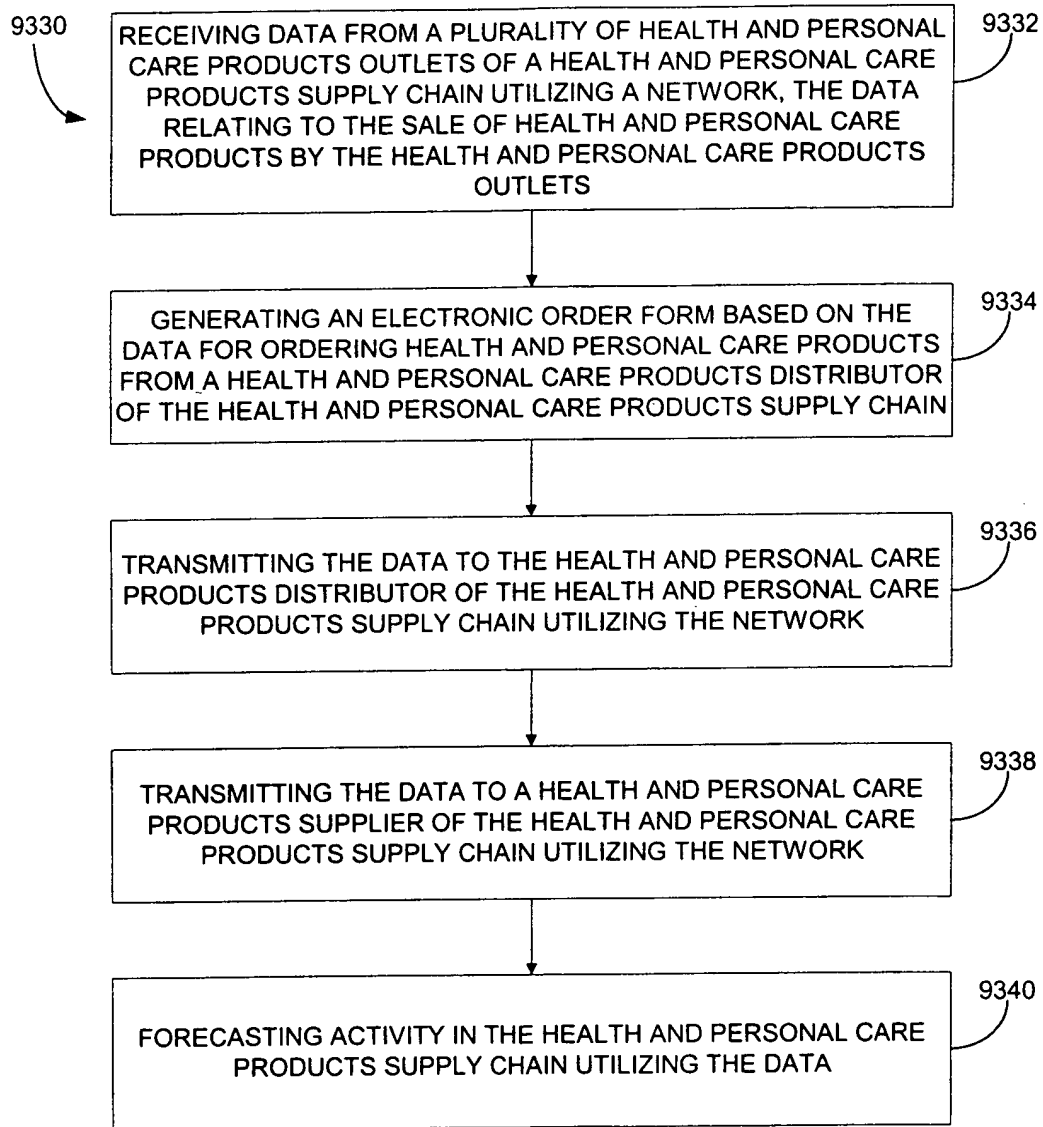 9330
9332
RECEIVING DATA FROM A PLURALITY OF HEALTH AND PERSONAL
CARE PRODUCTS OUTLETS OF A HEALTH AND PERSONAL CARE
PRODUCTS SUPPLY CHAIN UTILIZING A NETWORK, THE DATA
RELATING TO THE SALE OF HEALTH AND PERSONAL CARE
PRODUCTS BY THE HEALTH AND PERSONAL CARE PRODUCTS
OUTLETS
9334
GENERATING AN ELECTRONIC ORDER FORM BASED ON THE
DATA FOR ORDERING HEALTH AND PERSONAL CARE PRODUCTS
FROM A HEALTH AND PERSONAL CARE PRODUCTS DISTRIBUTOR
OF THE HEALTH AND PERSONAL CARE PRODUCTS SUPPLY CHAIN
9336
TRANSMITTING THE DATA TO THE HEALTH AND PERSONAL CARE
PRODUCTS DISTRIBUTOR OF THE HEALTH AND PERSONAL CARE
PRODUCTS SUPPLY CHAIN UTILIZING THE NETWORK
9338
TRANSMITTING THE DATA TO A HEALTH AND PERSONAL CARE
PRODUCTS SUPPLIER OF THE HEALTH AND PERSONAL CARE
PRODUCTS SUPPLY CHAIN UTILIZING THE NETWORK
9340
FORECASTING ACTIVITY IN THE HEALTH AND PERSONAL CARE
PRODUCTS SUPPLY CHAIN UTILIZING THE DATA